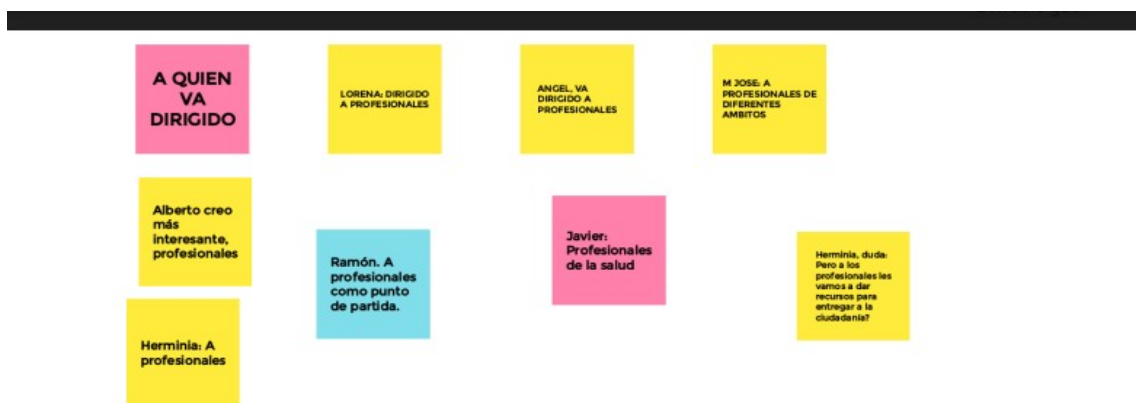 A QUIEN
VA
DIRIGIDO
LORENA: DIRIGIDO
A PROFESIONALES
ANGEL, VA
DIRIGIDO A
PROFESIONALES
M JOSE: A
PROFESIONALES DE
DIFERENTES
AMBITOS
Alberto creo
más
interesante,
profesionales
Ramón. A
profesionales
como punto
de partida.
Javier:
Profesionales
de la salud
Herminia, duda:
Pero a los
profesionales les
vamos a dar
recursos para
entregar a la
ciudadanía?
Herminia: A
profesionales